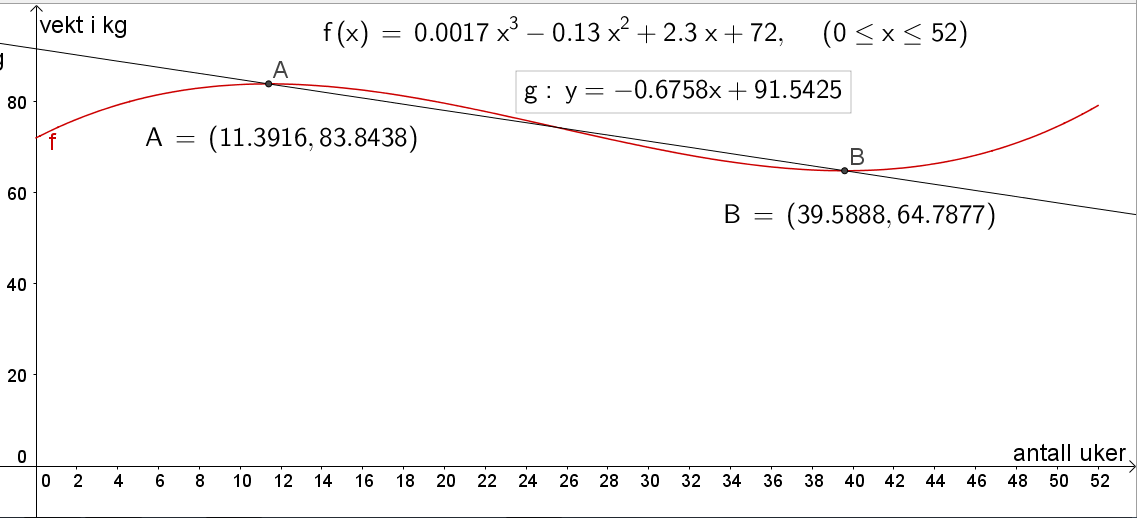 vekt i kg
f (x) = 0.0017 x³ − 0.13 x² + 2.3 x + 72, (0 ≤ x ≤ 52)
g
A
g : y = −0.6758x + 91.5425
80
f
A = (11.3916, 83.8438)
B
60
B = (39.5888, 64.7877)
40
20
0
antall uker
0 2 4 6 8 10 12 14 16 18 20 22 24 26 28 30 32 34 36 38 40 42 44 46 48 50 52